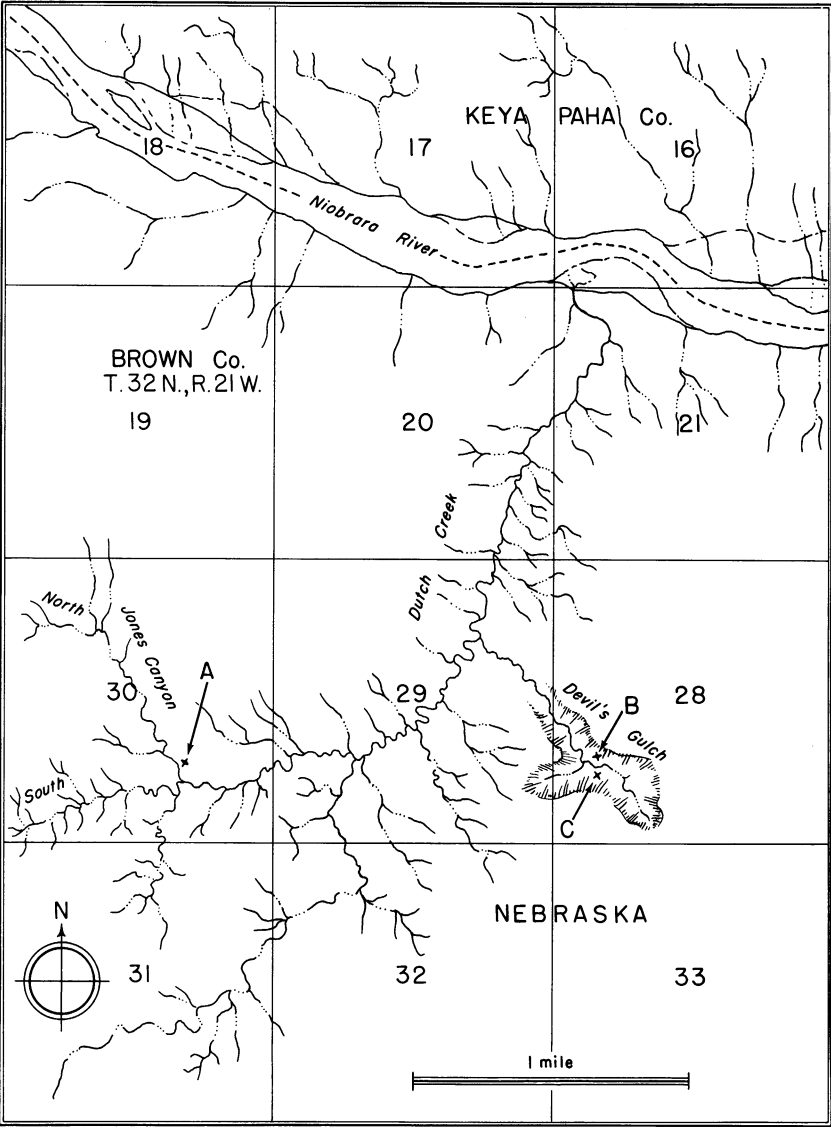 KEYA PAHA Co.
18
17
16
Niobrara River
BROWN Co.
T. 32 N., R. 21 W.
19
20
21
Dutch Creek
North
Jones Canyon
A
30
29
28
Devil's Gulch
B
South
C
N
NEBRASKA
31
32
33
1 mile